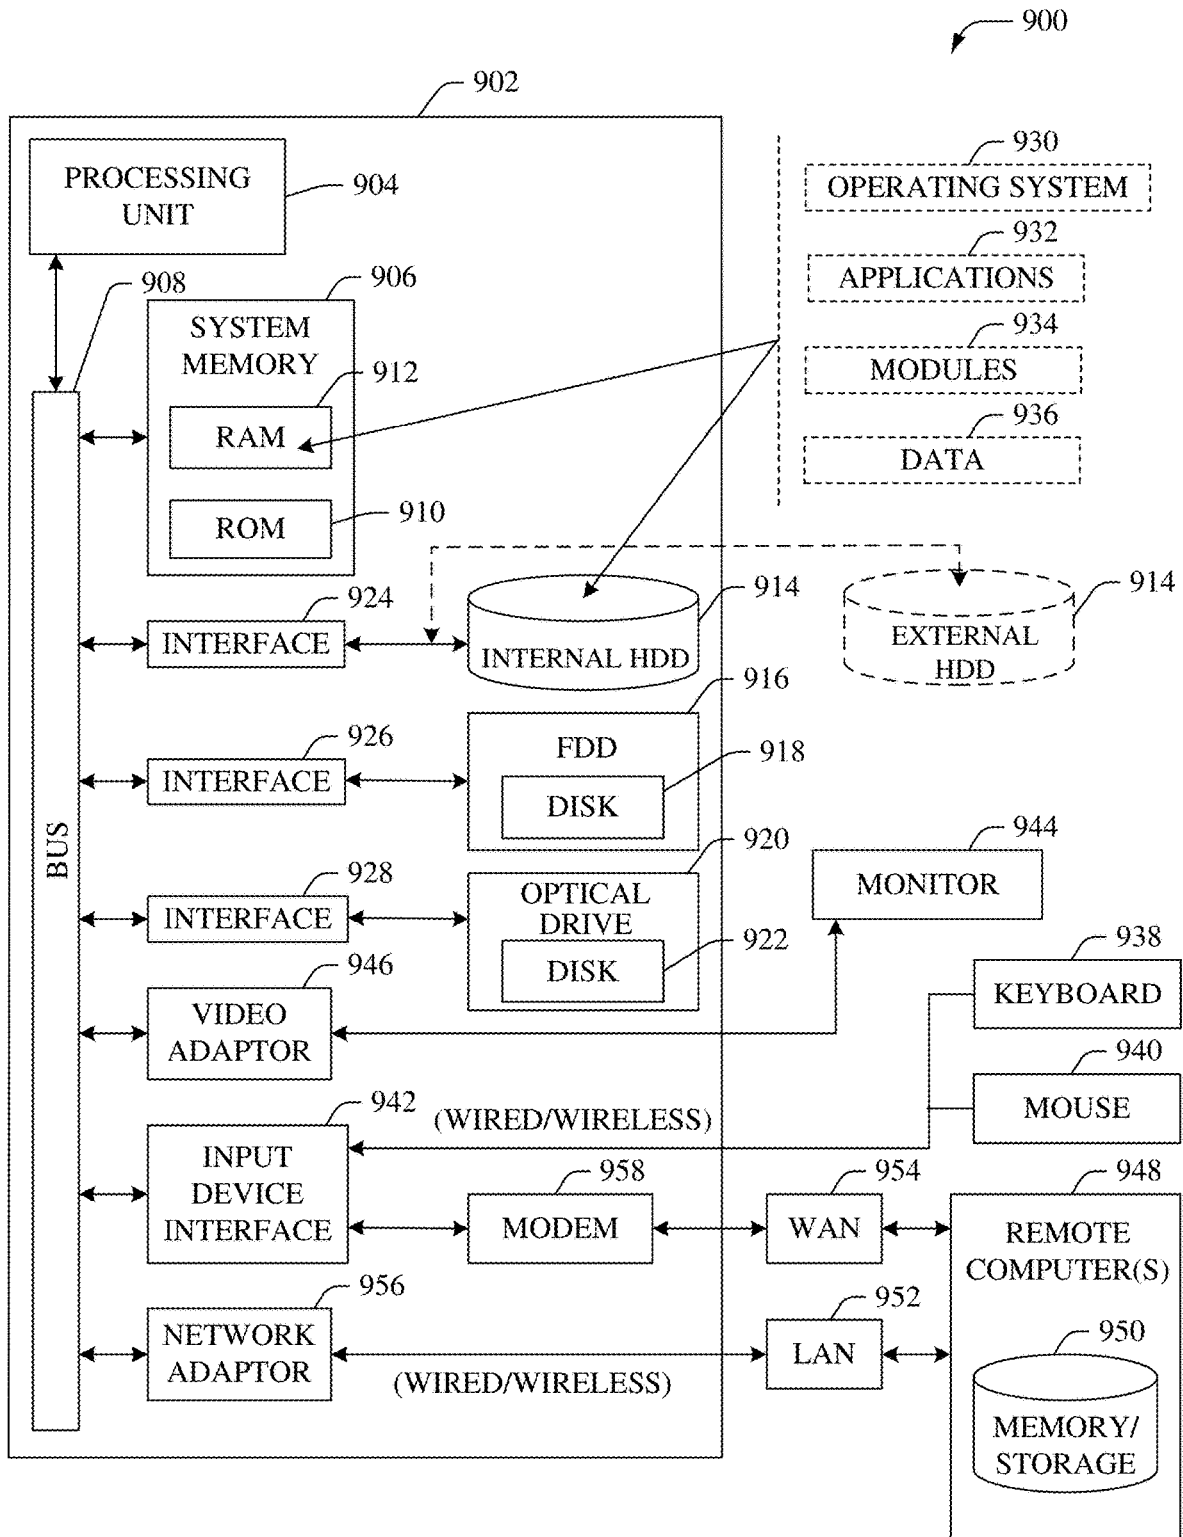 900
902
PROCESSING
UNIT
904
930
OPERATING SYSTEM
932
APPLICATIONS
934
MODULES
936
DATA
908
906
SYSTEM
MEMORY
912
RAM
910
ROM
924
INTERFACE
914
INTERNAL HDD
914
EXTERNAL
HDD
916
926
INTERFACE
FDD
918
DISK
BUS
920
928
INTERFACE
OPTICAL
DRIVE
922
DISK
944
MONITOR
946
VIDEO
ADAPTOR
938
KEYBOARD
940
MOUSE
942
(WIRED/WIRELESS)
INPUT
DEVICE
INTERFACE
958
MODEM
954
WAN
948
REMOTE
COMPUTER(S)
956
NETWORK
ADAPTOR
(WIRED/WIRELESS)
952
LAN
950
MEMORY/
STORAGE